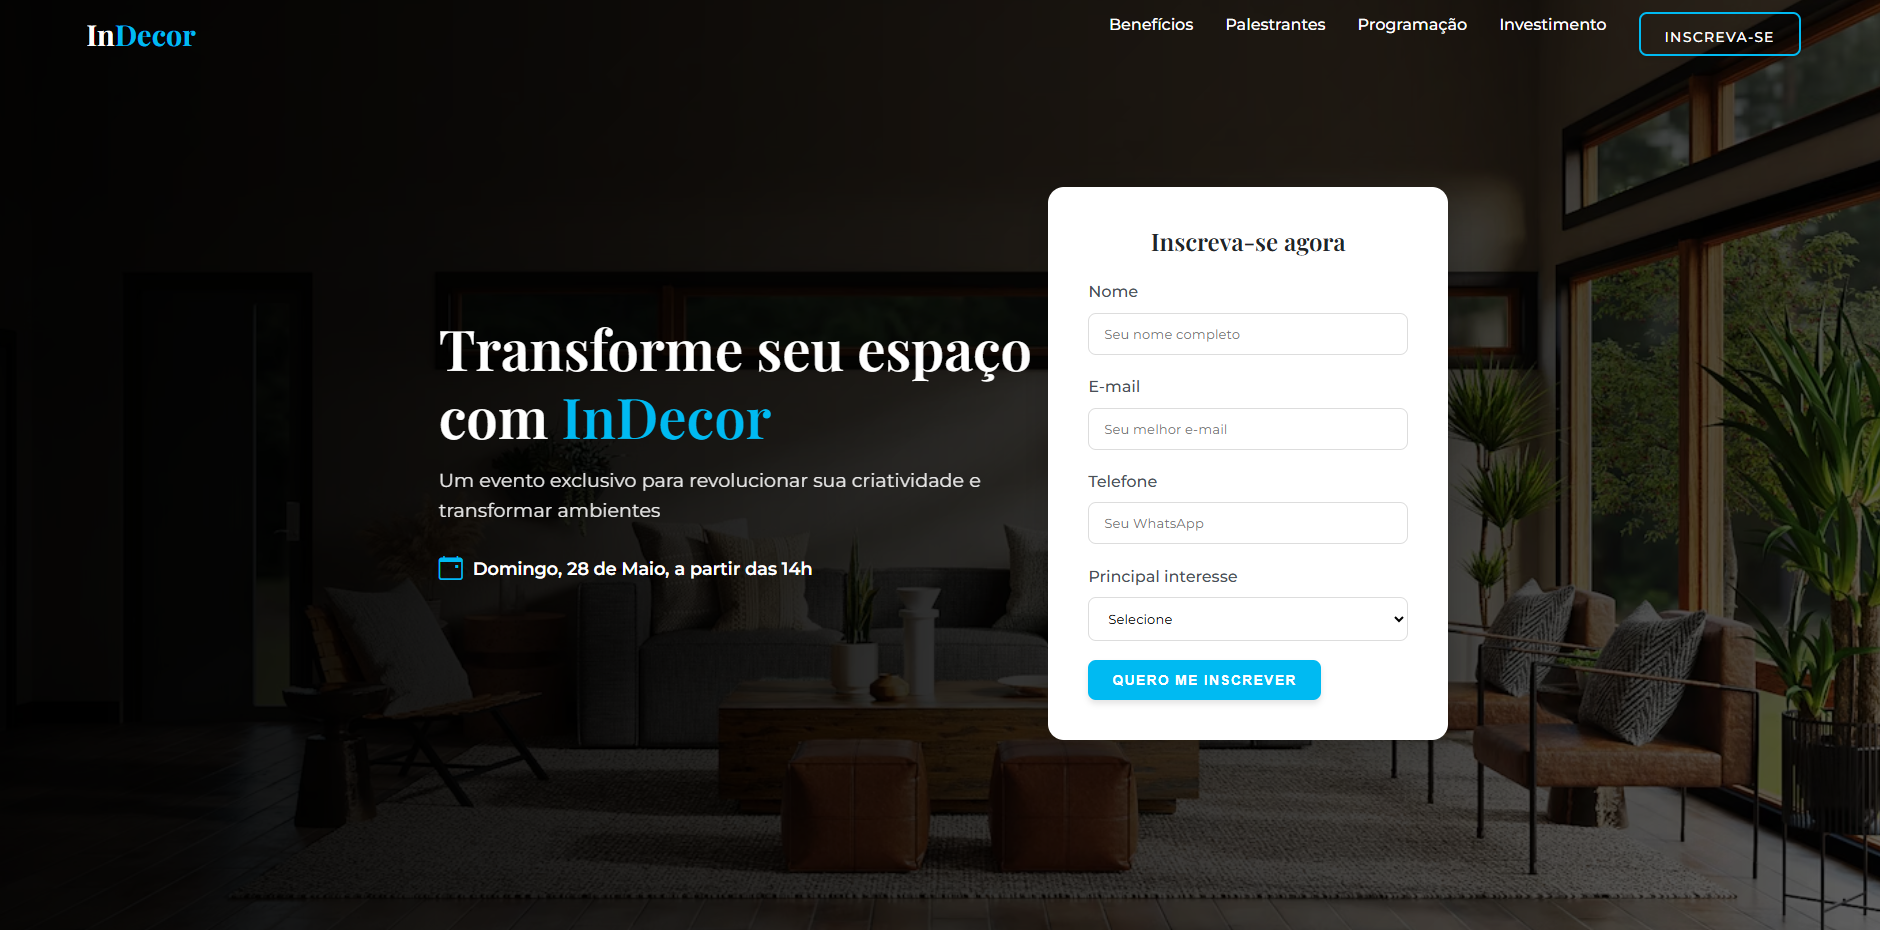 InDecor
Benefícios Palestrantes Programação Investimento INSCREVA-SE
Transforme seu espaço
com InDecor
Um evento exclusivo para revolucionar sua criatividade e
transformar ambientes
Domingo, 28 de Maio, a partir das 14h
Inscreva-se agora
Nome
Seu nome completo
E-mail
Seu melhor e-mail
Telefone
Seu WhatsApp
Principal interesse
Selecione
QUERO ME INSCREVER